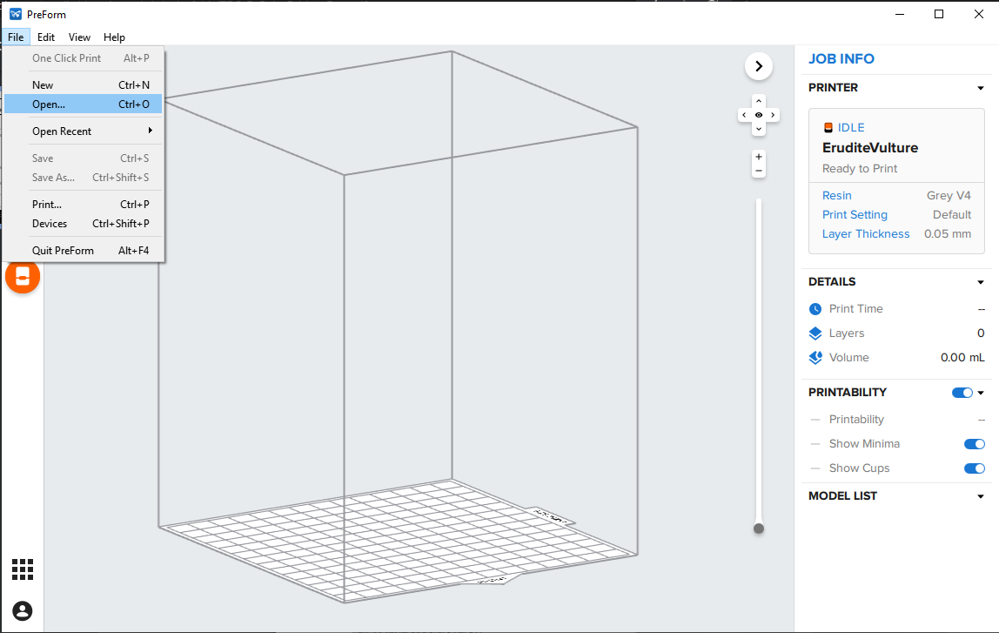 PreForm
File Edit View Help
One Click Print Alt+P
New Ctrl+N
Open... Ctrl+O
Open Recent
Save Ctrl+S
Save As... Ctrl+Shift+S
Print... Ctrl+P
Devices Ctrl+Shift+P
Quit PreForm Alt+F4
JOB INFO
PRINTER
IDLE
EruditeVulture
Ready to Print
Resin Grey V4
Print Setting Default
Layer Thickness 0.05 mm
DETAILS
Print Time --
Layers 0
Volume 0.00 mL
PRINTABILITY
Printability --
Show Minima
Show Cups
MODEL LIST